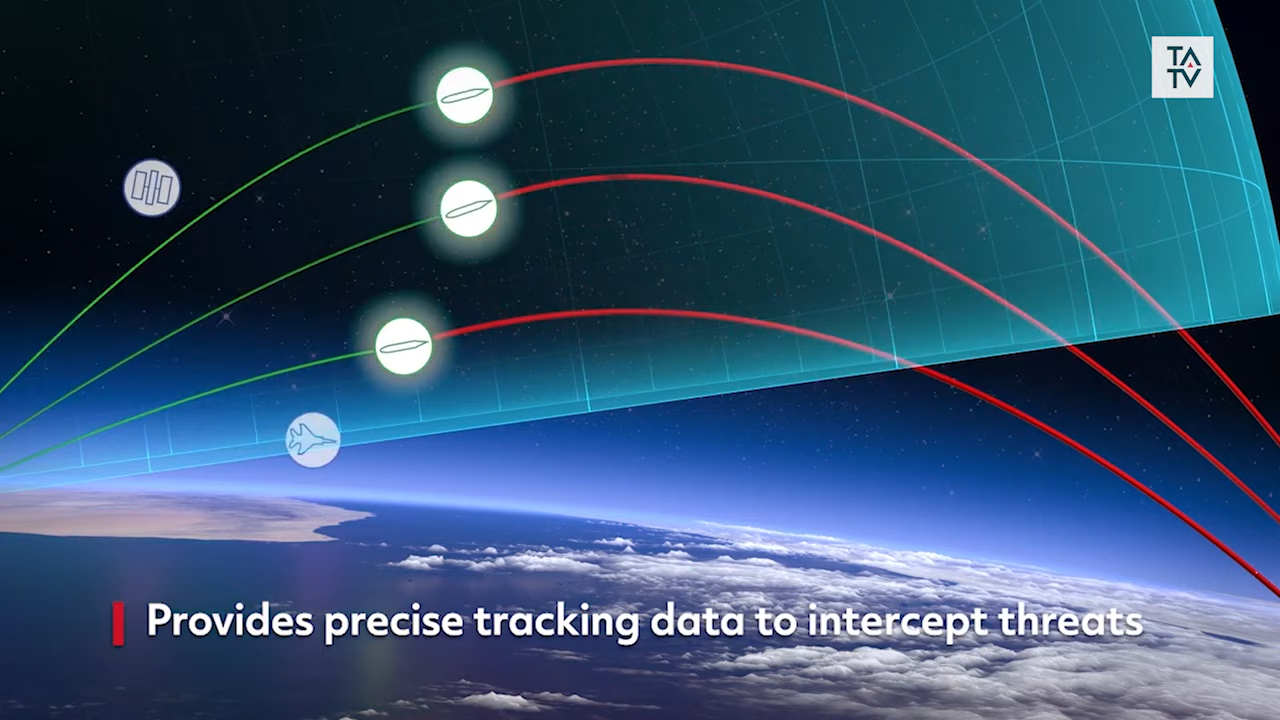 TA
TV
Provides precise tracking data to intercept threats